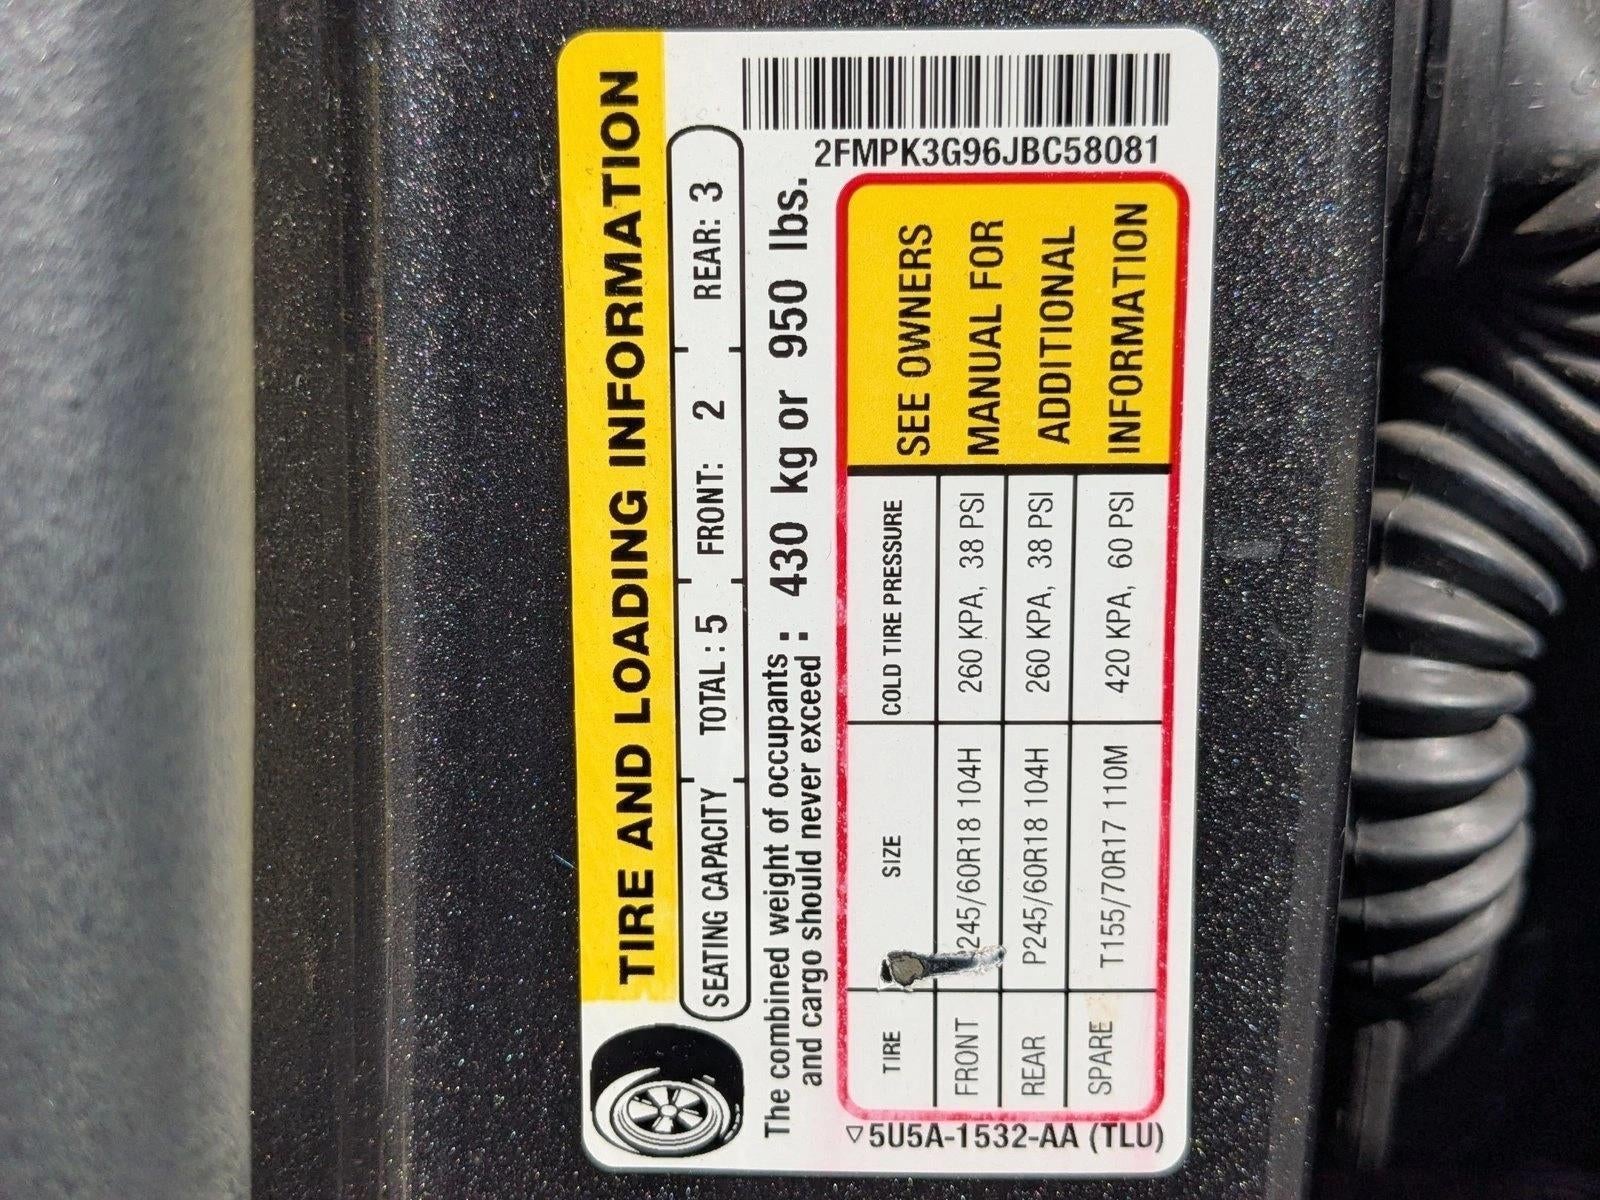 TIRE AND LOADING INFORMATION
SEATING CAPACITY TOTAL : 5 FRONT: 2 REAR: 3
The combined weight of occupants
and cargo should never exceed : 430 kg or 950 lbs.
2FMPK3G96JBC58081
TIRE SIZE COLD TIRE PRESSURE
FRONT P245/60R18 104H 260 KPA, 38 PSI
REAR P245/60R18 104H 260 KPA, 38 PSI
SPARE T155/70R17 110M 420 KPA, 60 PSI
SEE OWNERS
MANUAL FOR
ADDITIONAL
INFORMATION
▽5U5A-1532-AA (TLU)